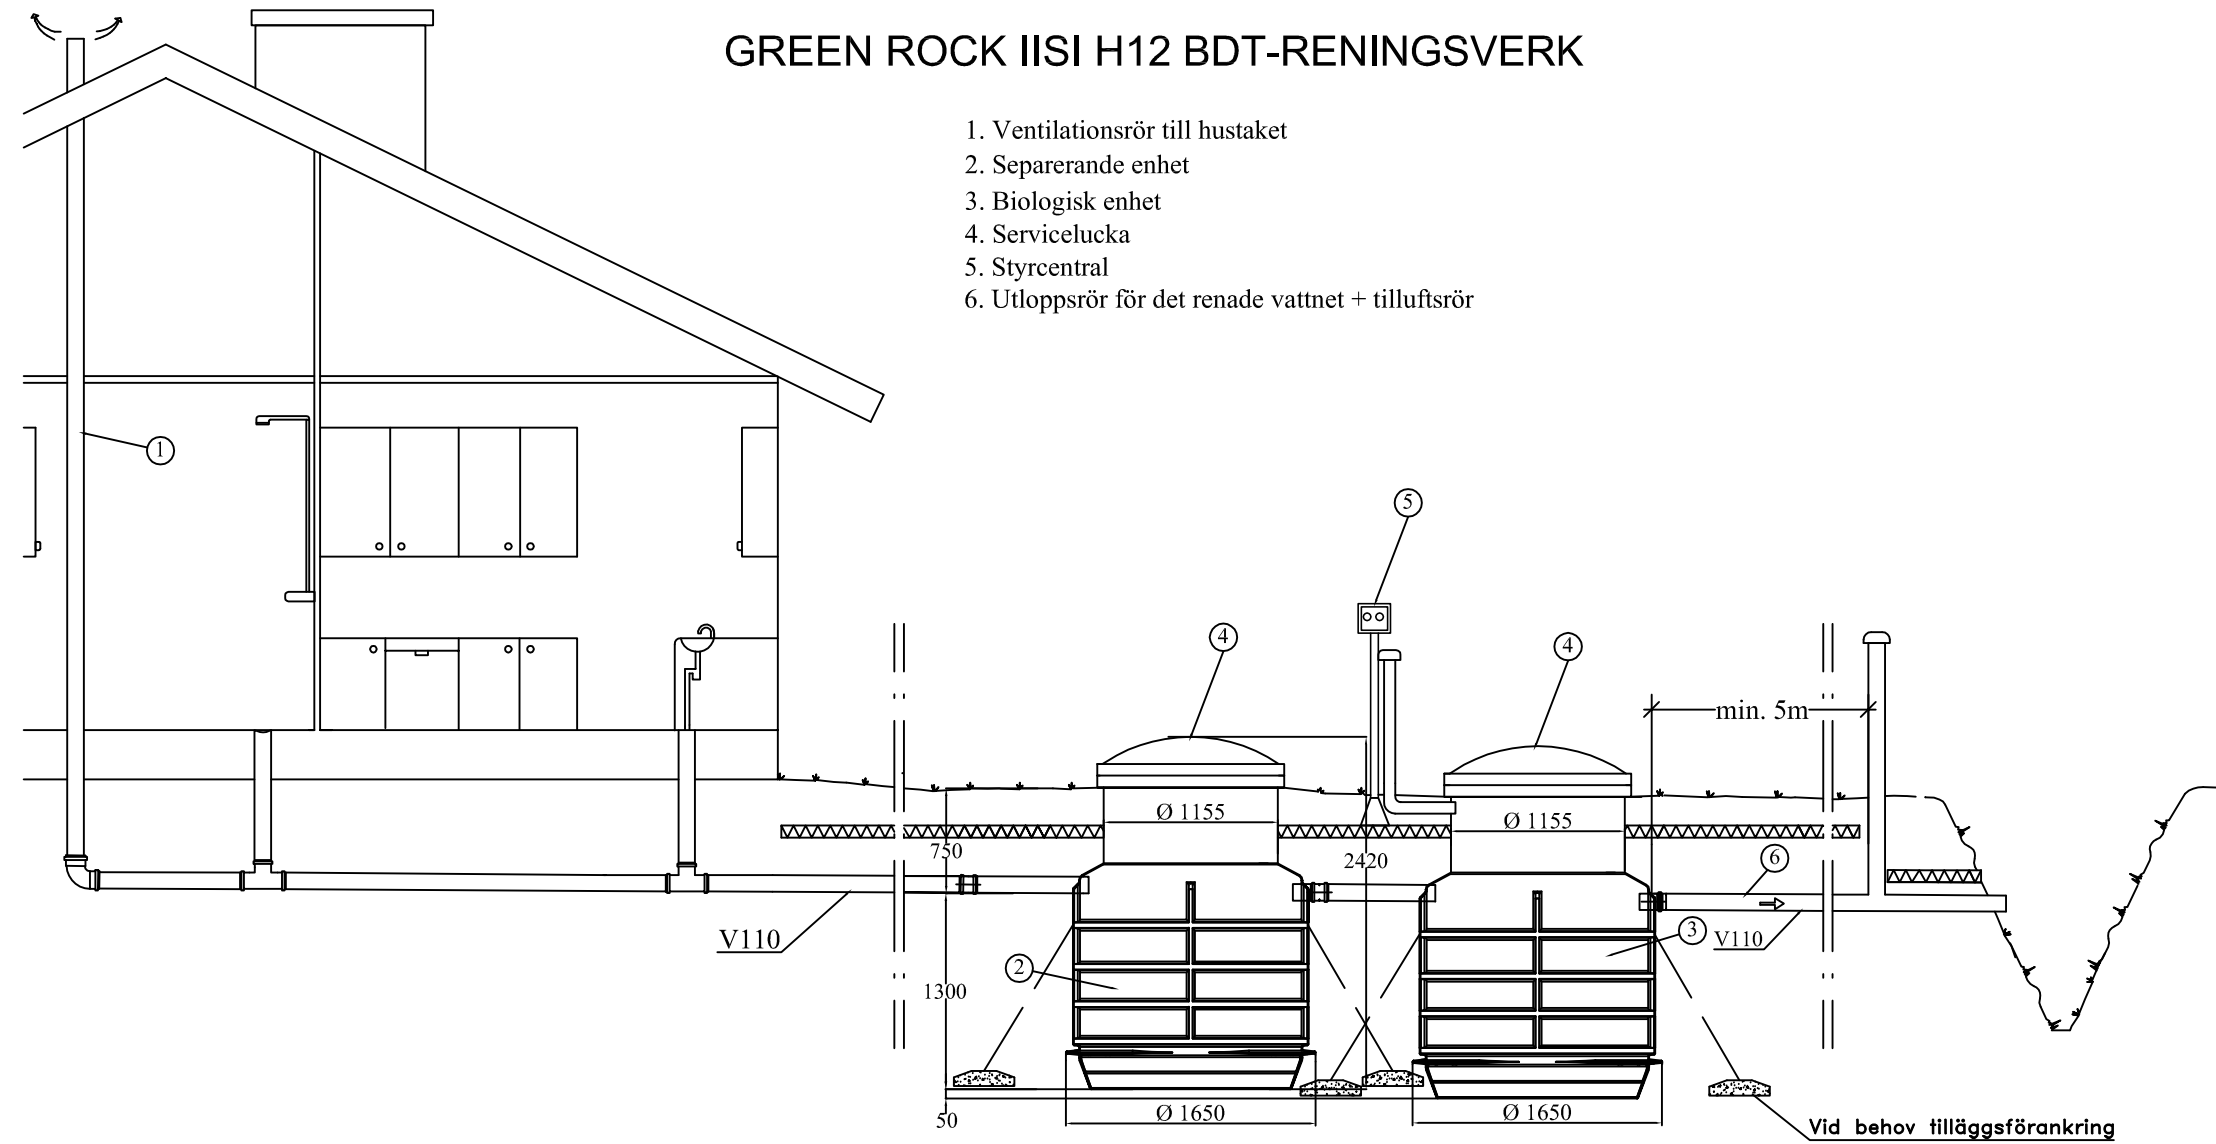 GREEN ROCK IISI H12 BDT-RENINGSVERK
1. Ventilationsrör till hustaket
2. Separerande enhet
3. Biologisk enhet
4. Servicelucka
5. Styrcentral
6. Utloppsrör för det renade vattnet + tilluftsrör
1
5
4
4
min. 5m
Ø 1155
Ø 1155
750
2420
6
V110
3
V110
2
1300
50
Ø 1650
Ø 1650
Vid behov tilläggsförankring